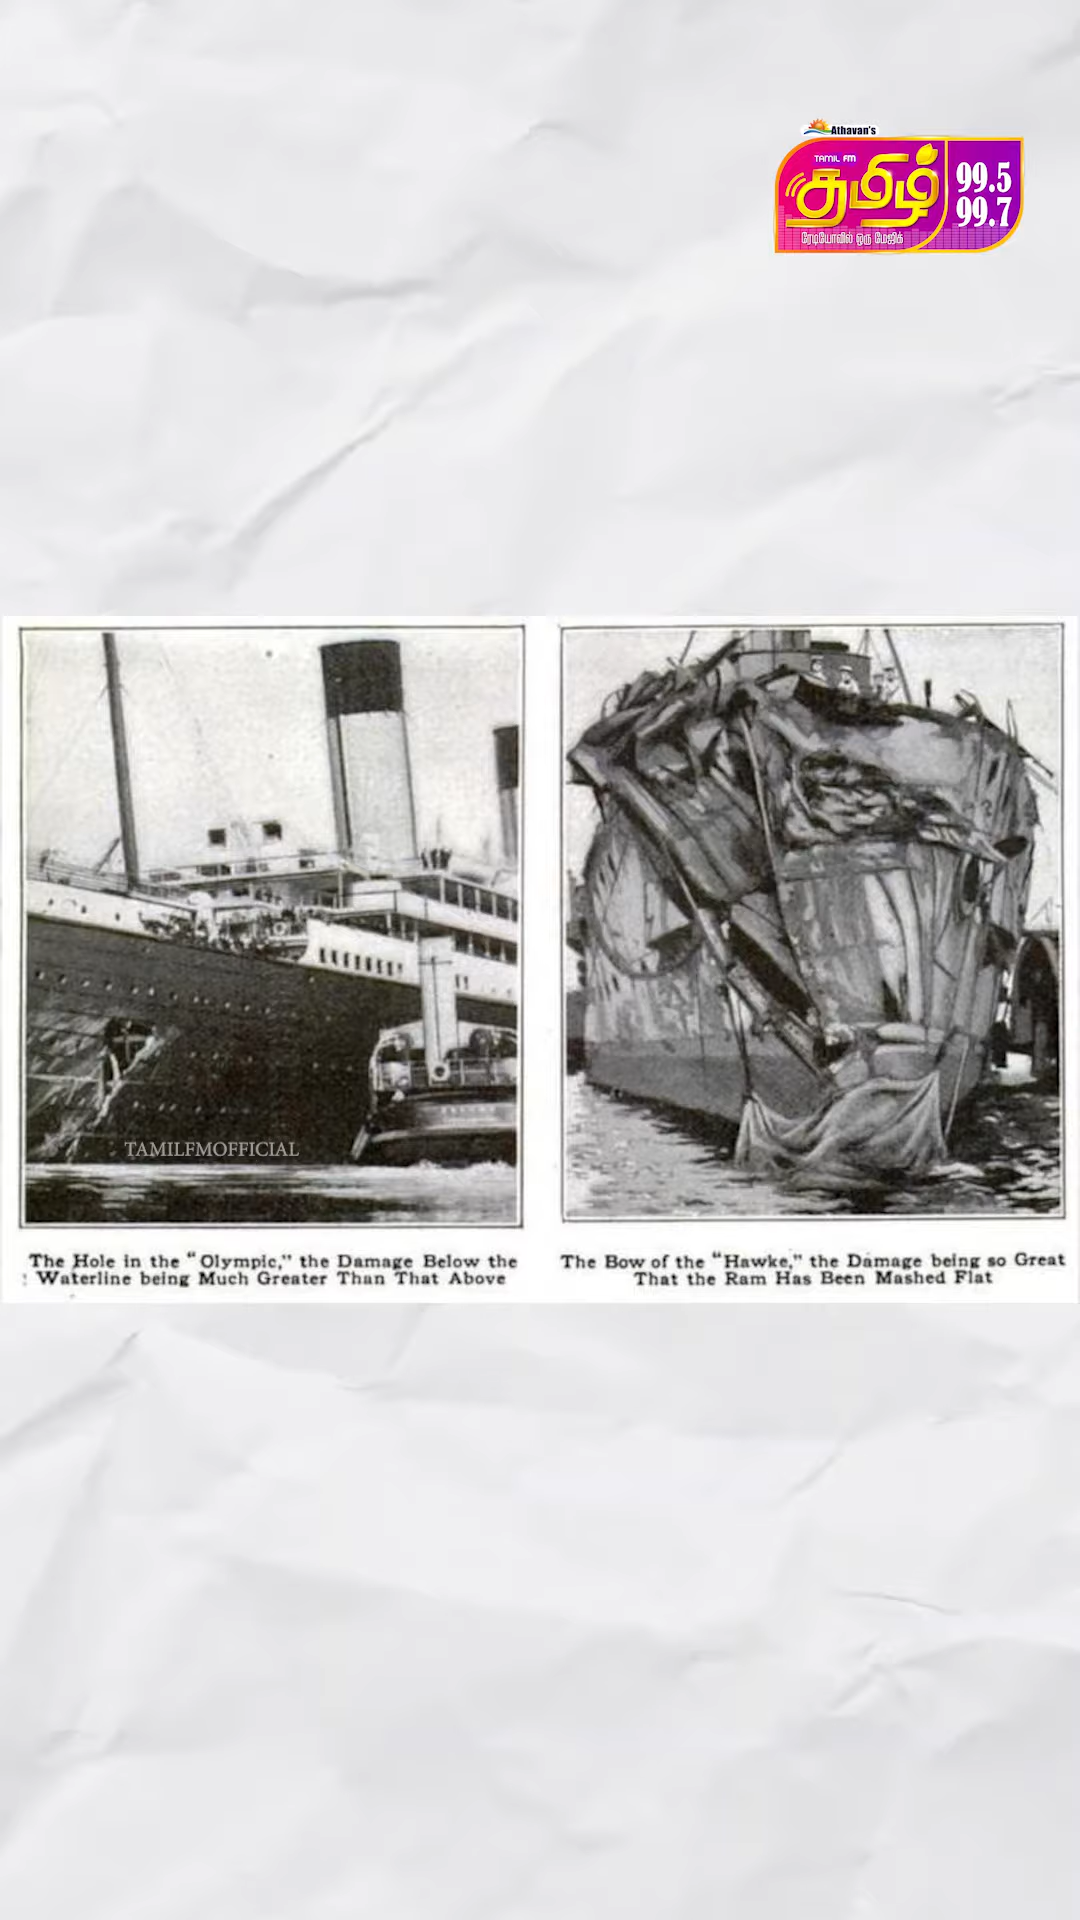 Athavan's
TAMIL FM
தமிழ்
ரேடியோவில் ஒரு மேஜிக்
99.5
99.7
TAMILFMOFFICIAL
The Hole in the “Olympic,” the Damage Below the
Waterline being Much Greater Than That Above
The Bow of the “Hawke,” the Damage being so Great
That the Ram Has Been Mashed Flat